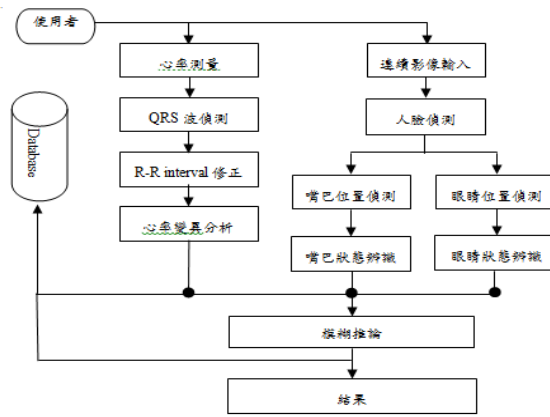 使用者
心率測量
連續影像輸入
QRS 波偵測
人臉偵測
Database
R-R interval 修正
嘴巴位置偵測
眼睛位置偵測
心率變異分析
嘴巴狀態辨識
眼睛狀態辨識
模糊推論
結果